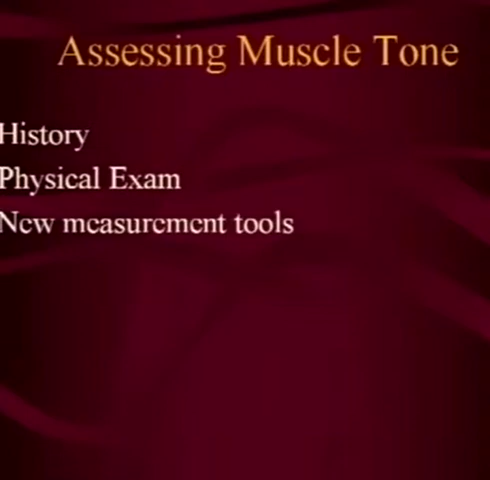 Assessing Muscle Tone
History
Physical Exam
New measurement tools